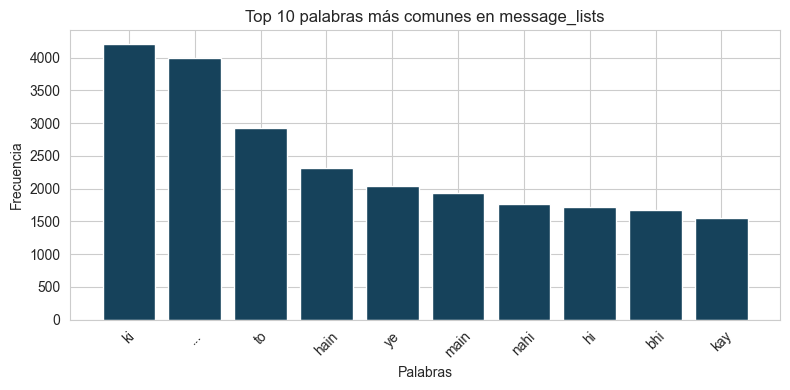 Top 10 palabras más comunes en message_lists
Frecuencia
4000
3500
3000
2500
2000
1500
1000
500
0
ki
...
to
hain
ye
main
nahi
hi
bhi
kay
Palabras